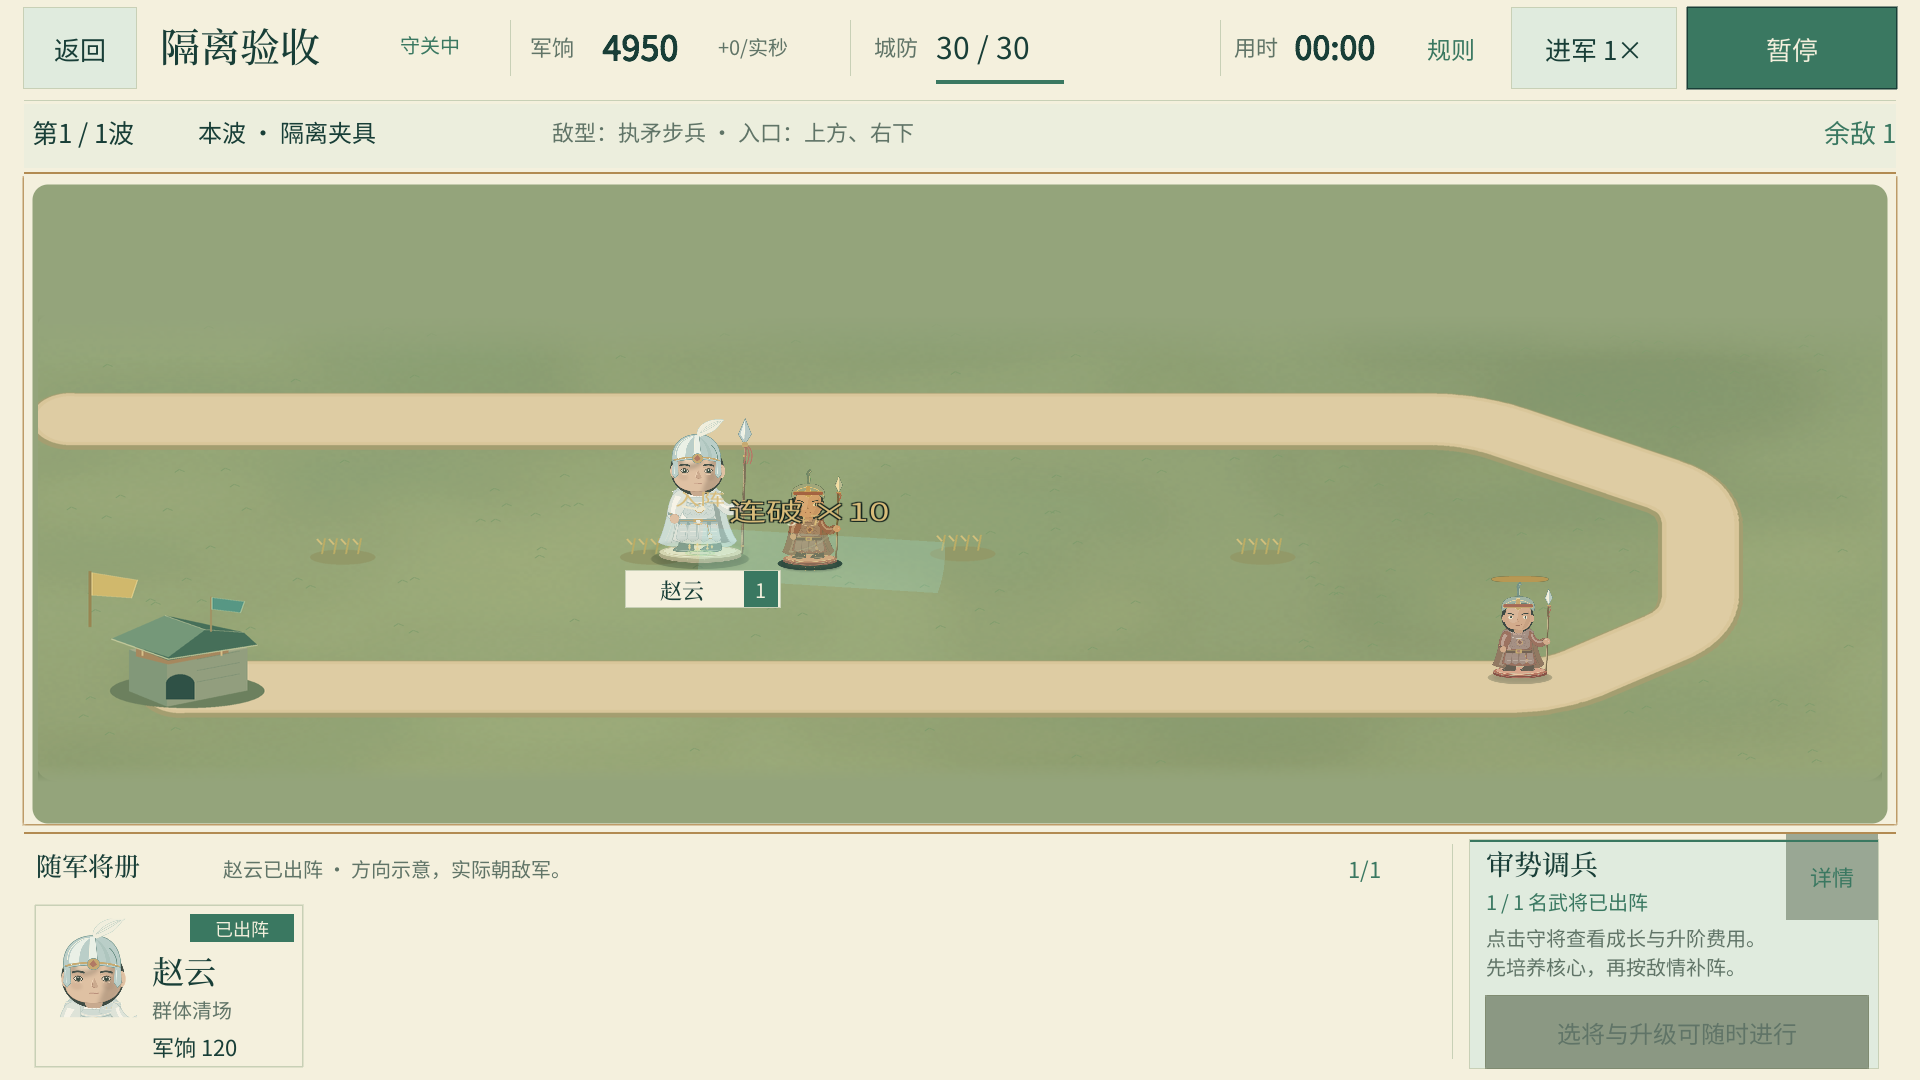 返回
隔离验收
守关中
军饷 4950 +0/实秒
城防 30 / 30
用时 00:00
规则
进军 1×
暂停
第1 / 1波
本波 · 隔离夹具
敌型：执矛步兵 · 入口：上方、右下
余敌 1
连破 ×10
赵云 1
随军将册
赵云已出阵 · 方向示意，实际朝敌军。
1/1
已出阵
赵云
群体清场
军饷 120
审势调兵
详情
1 / 1 名武将已出阵
点击守将查看成长与升阶费用。
先培养核心，再按敌情补阵。
选将与升级可随时进行